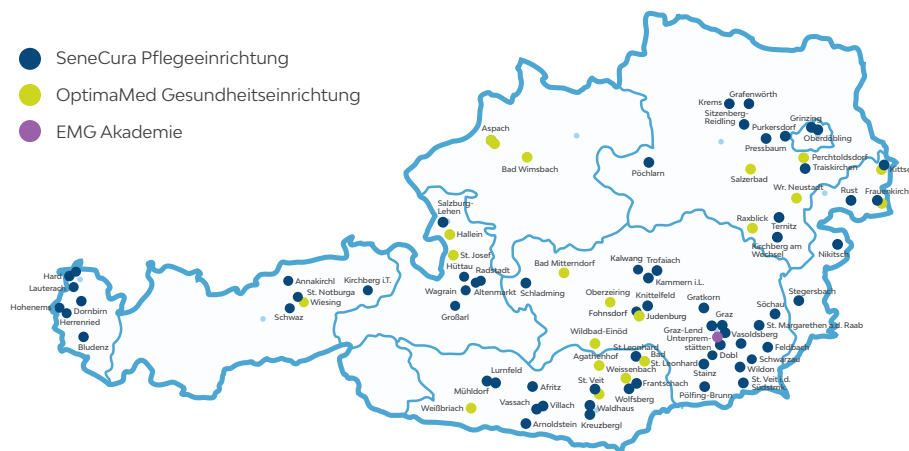 SeneCura Pflegeeinrichtung
OptimaMed Gesundheitseinrichtung
EMG Akademie
Grafenwörth
Krems
Sitzenberg-
Reidling
Grinzing
Purkersdorf
Oberdöbling
Pressbaum
Aspach
Bad Wimsbach
Pöchlarn
Perchtoldsdorf
Traiskirchen
Kittse
Salzerbad
Wr. Neustadt
Rust
Frauenkirch
Salzburg-
Lehen
Hallein
St. Josef
Raxblick
Ternitz
Kirchberg am
Wechsel
Nikitsch
Hüttau
Radstadt
Wagrain
Altenmarkt
Großarl
Schladming
Bad Mitterndorf
Kalwang
Trofaiach
Kammern i.L.
Hard
Lauterach
Hohenems
Dornbirn
Herrenried
Bludenz
Annakirchl
St. Notburga
Wiesing
Schwaz
Kirchberg i.T.
Oberzeiring
Knittelfeld
Fohnsdorf
Judenburg
Gratkorn
Stegersbach
Söchau
Graz
St. Margarethen a.d. Raab
Graz-Lend
Vasoldsberg
Unterprem-
stätten
Feldbach
Dobl
Schwarzau
Stainz
Wildon
St. Veit i.d.
Südstmk.
Pölfing-Brunn
Wildbad-Einöd
St.Leonhard
Agathenhof
Bad
St. Leonhard
Weissenbach
St. Veit
Frantschach
Wolfsberg
Waldhaus
Kreuzbergl
Lurnfeld
Mühldorf
Afritz
Vassach
Villach
Weißbriach
Arnoldstein